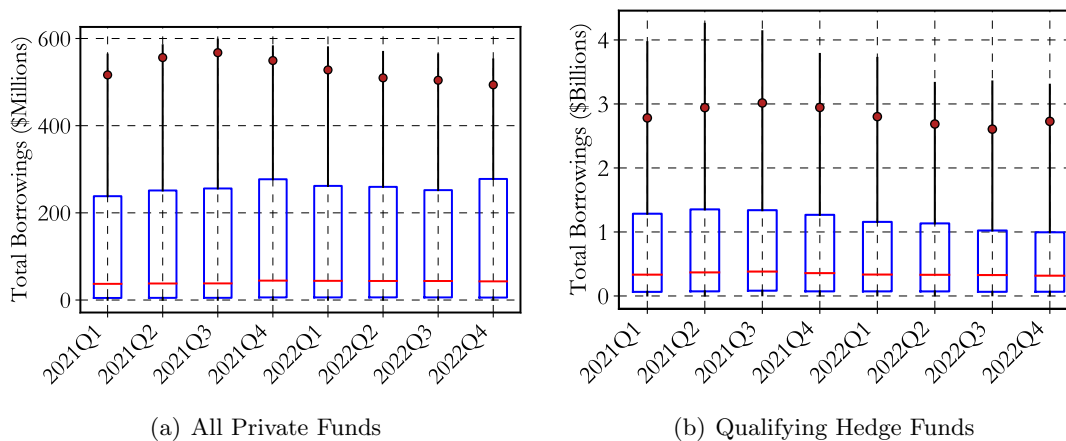 Total Borrowings ($Millions)
600
400
200
0
2021Q1
2021Q2
2021Q3
2021Q4
2022Q1
2022Q2
2022Q3
2022Q4
(a) All Private Funds
Total Borrowings ($Billions)
4
3
2
1
0
2021Q1
2021Q2
2021Q3
2021Q4
2022Q1
2022Q2
2022Q3
2022Q4
(b) Qualifying Hedge Funds